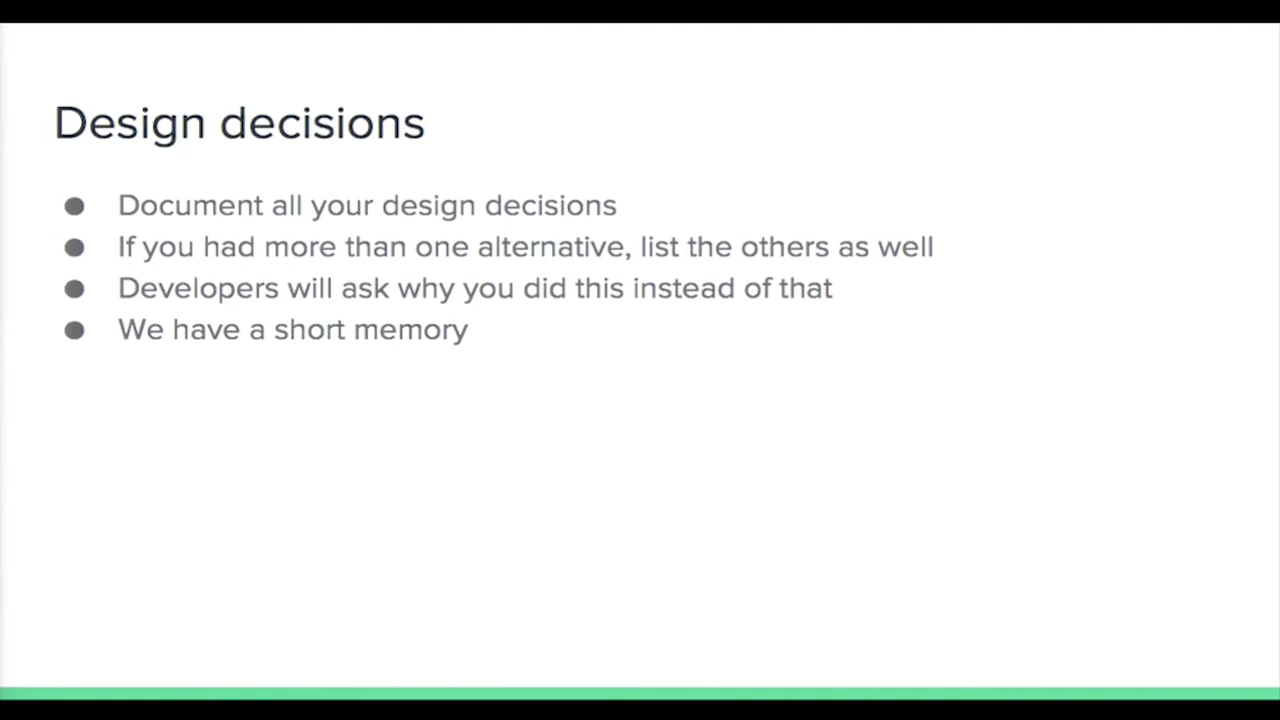 Design decisions
● Document all your design decisions
● If you had more than one alternative, list the others as well
● Developers will ask why you did this instead of that
● We have a short memory